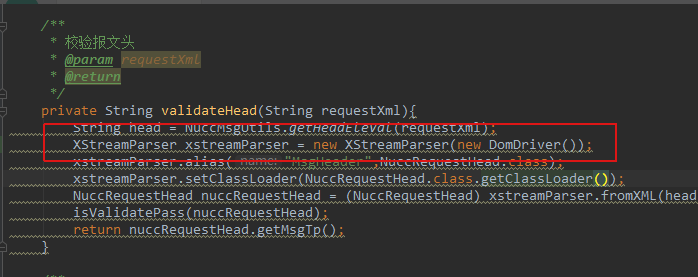 /**
* 校验报文头
* @param requestXml
* @return
*/
private String validateHead(String requestXml){
String head = NuccMsgUtils.getHeadEleVal(requestXml);
XStreamParser xstreamParser = new XStreamParser(new DomDriver());
xstreamParser.alias( name: "MsgHeader",NuccRequestHead.class);
xstreamParser.setClassLoader(NuccRequestHead.class.getClassLoader());
NuccRequestHead nuccRequestHead = (NuccRequestHead) xstreamParser.fromXML(head
isValidatePass(nuccRequestHead);
return nuccRequestHead.getMsgTp();
}
/**